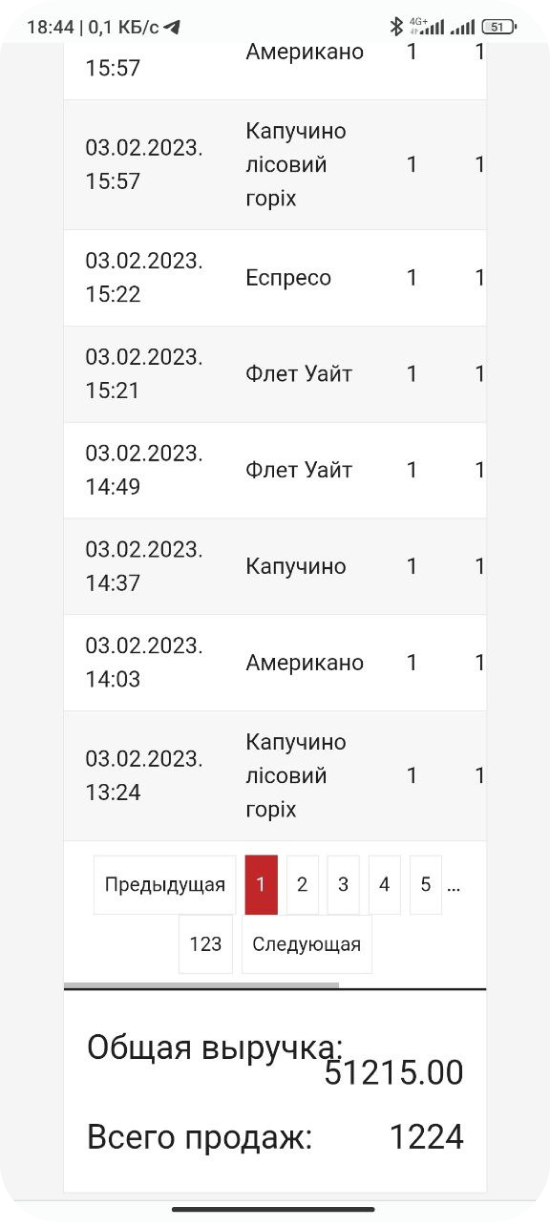 18:44 | 0,1 КБ/с 4G+ 51
Американо 1 1
15:57
03.02.2023. 15:57 Капучино лісовий горіх 1 1
03.02.2023. 15:22 Еспресо 1 1
03.02.2023. 15:21 Флет Уайт 1 1
03.02.2023. 14:49 Флет Уайт 1 1
03.02.2023. 14:37 Капучино 1 1
03.02.2023. 14:03 Американо 1 1
03.02.2023. 13:24 Капучино лісовий горіх 1 1
Предыдущая 1 2 3 4 5 ...
123 Следующая
Общая выручка:
51215.00
Всего продаж: 1224